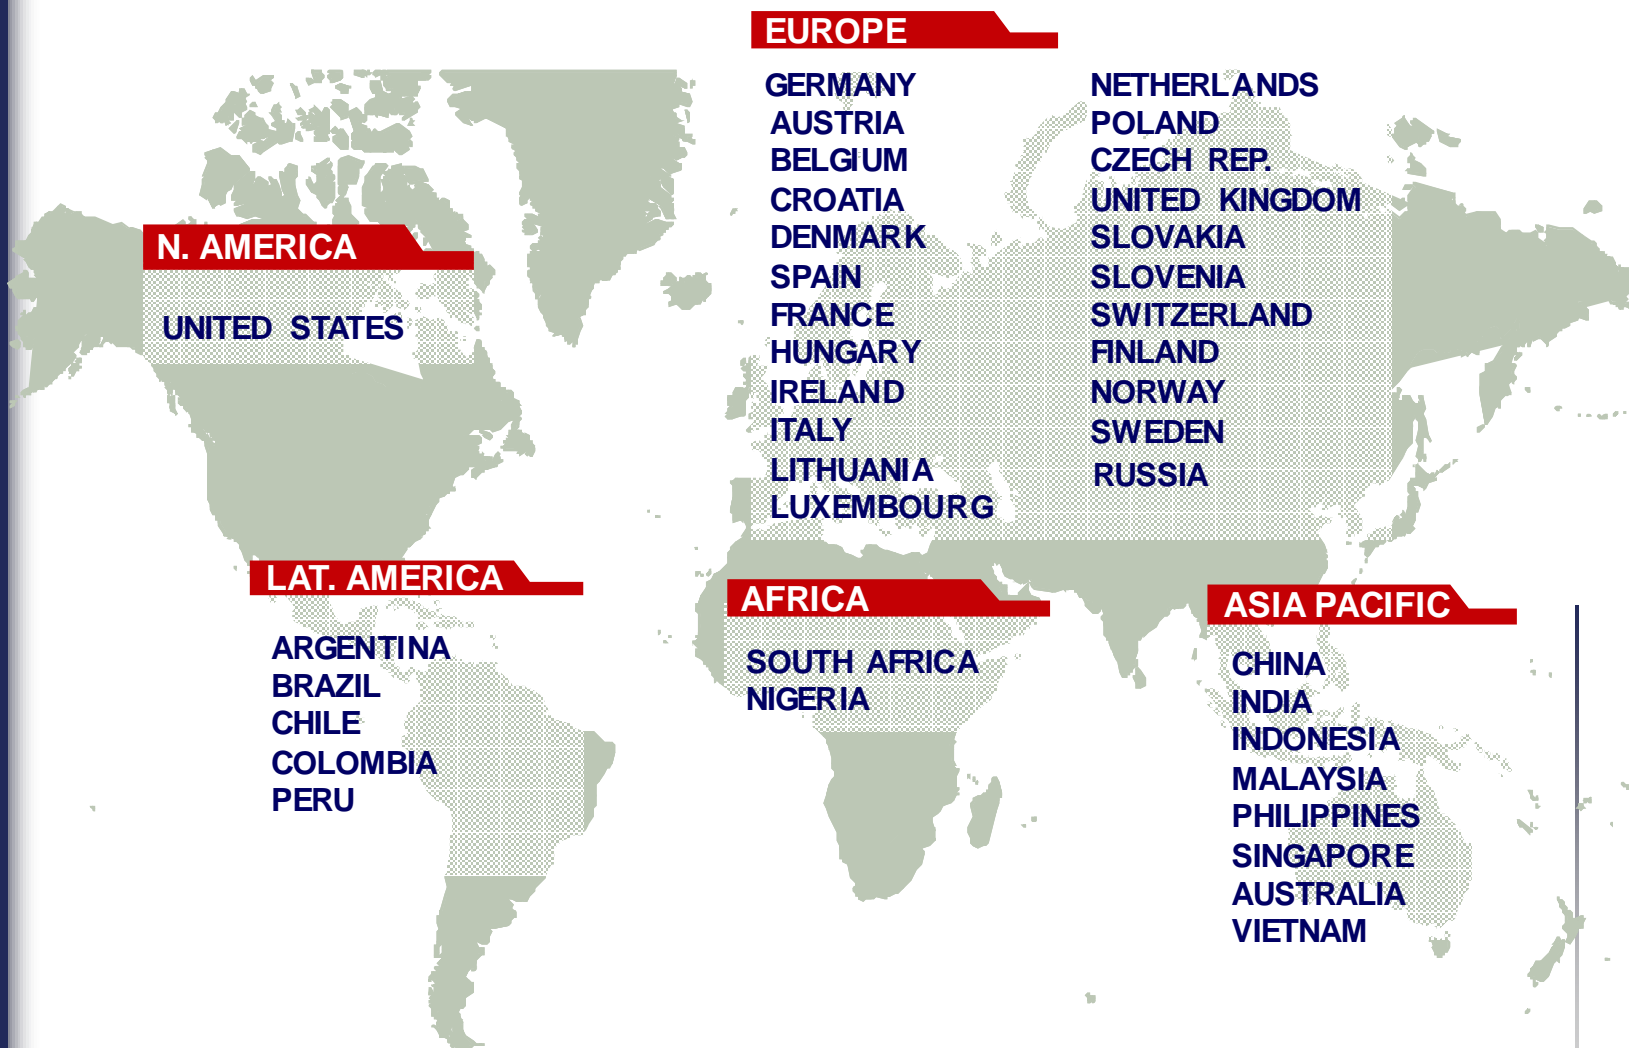 EUROPE
GERMANY
AUSTRIA
BELGIUM
CROATIA
DENMARK
SPAIN
FRANCE
HUNGARY
IRELAND
ITALY
LITHUANIA
LUXEMBOURG
NETHERLANDS
POLAND
CZECH REP.
UNITED KINGDOM
SLOVAKIA
SLOVENIA
SWITZERLAND
FINLAND
NORWAY
SWEDEN
RUSSIA
N. AMERICA
UNITED STATES
LAT. AMERICA
ARGENTINA
BRAZIL
CHILE
COLOMBIA
PERU
AFRICA
SOUTH AFRICA
NIGERIA
ASIA PACIFIC
CHINA
INDIA
INDONESIA
MALAYSIA
PHILIPPINES
SINGAPORE
AUSTRALIA
VIETNAM